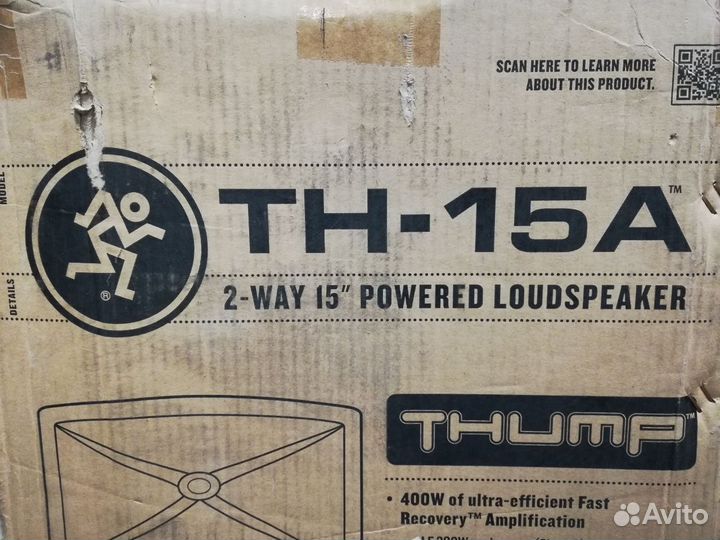 SCAN HERE TO LEARN MORE
ABOUT THIS PRODUCT.
MODEL
TH-15A™
DETAILS
®
2-WAY 15" POWERED LOUDSPEAKER
THUMP™
• 400W of ultra-efficient Fast
Recovery™ Amplification
Avito